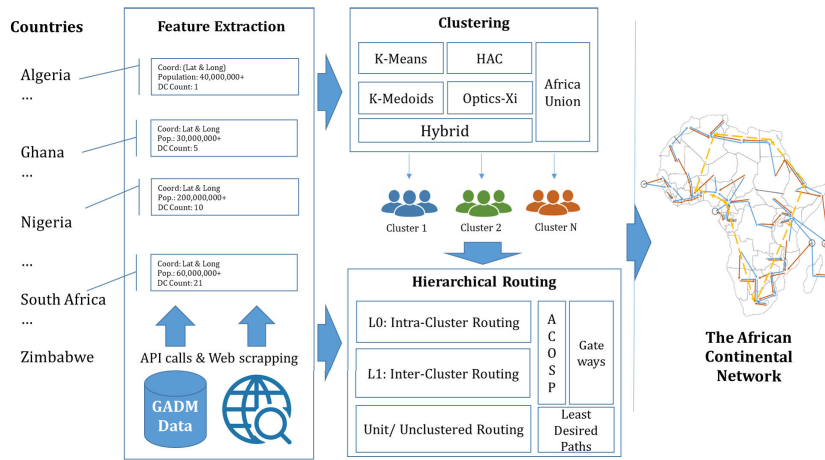 Countries
Algeria
...
Ghana
...
Nigeria
...
South Africa
...
Zimbabwe
Feature Extraction
Coord: (Lat & Long)
Population: 40,000,000+
DC Count: 1
Coord: Lat & Long
Pop.: 30,000,000+
DC Count: 5
Coord: Lat & Long
Pop.: 200,000,000+
DC Count: 10
Coord: Lat & Long
Pop.: 60,000,000+
DC Count: 21
API calls & Web scrapping
GADM
Data
Clustering
K-Means
HAC
K-Medoids
Optics-Xi
Hybrid
Africa
Union
Cluster 1
Cluster 2
Cluster N
Hierarchical Routing
L0: Intra-Cluster Routing
L1: Inter-Cluster Routing
Unit/ Unclustered Routing
A
C
O
S
P
Gate
ways
Least
Desired
Paths
The African
Continental
Network